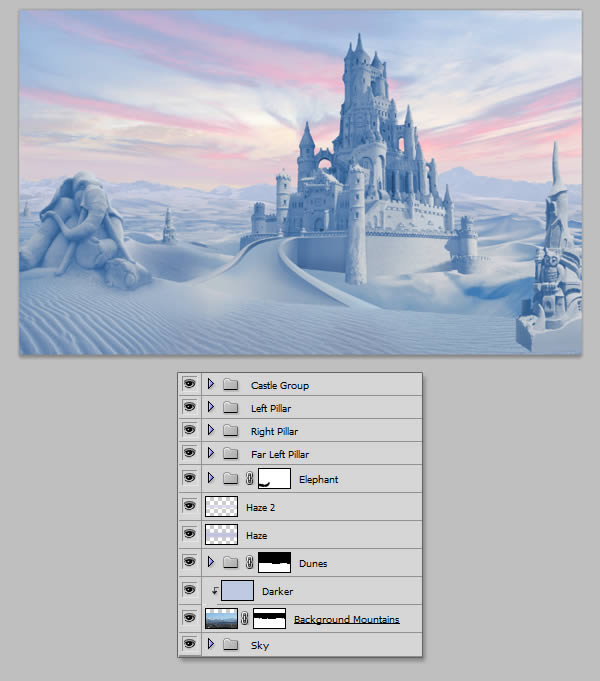 Castle Group
Left Pillar
Right Pillar
Far Left Pillar
Elephant
Haze 2
Haze
Dunes
Darker
Background Mountains
Sky